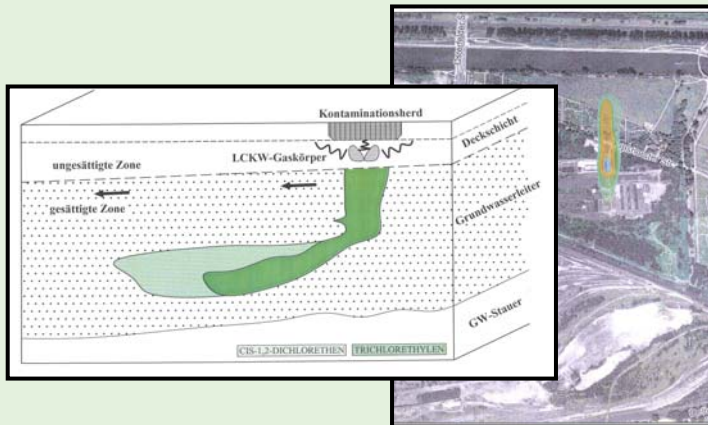 Kontaminationsherd
Deckschicht
ungesättigte Zone
LCKW-Gaskörper
gesättigte Zone
Grundwasserleiter
GW-Stauer
CIS-1,2-DICHLORETHEN
TRICHLORETHYLEN